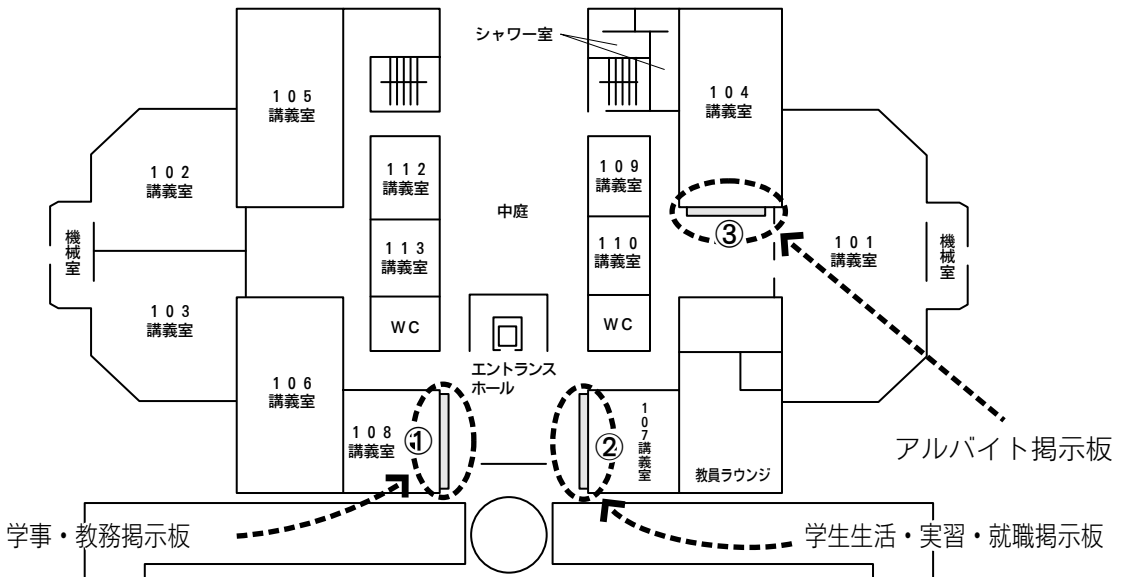 シャワー室
105
講義室
104
講義室
102
講義室
112
講義室
109
講義室
中庭
機械室
113
講義室
110
講義室
③
101
講義室
機械室
103
講義室
WC
WC
エントランス
ホール
106
講義室
108
講義室
①
②
107講義室
アルバイト掲示板
教員ラウンジ
学事・教務掲示板
学生生活・実習・就職掲示板